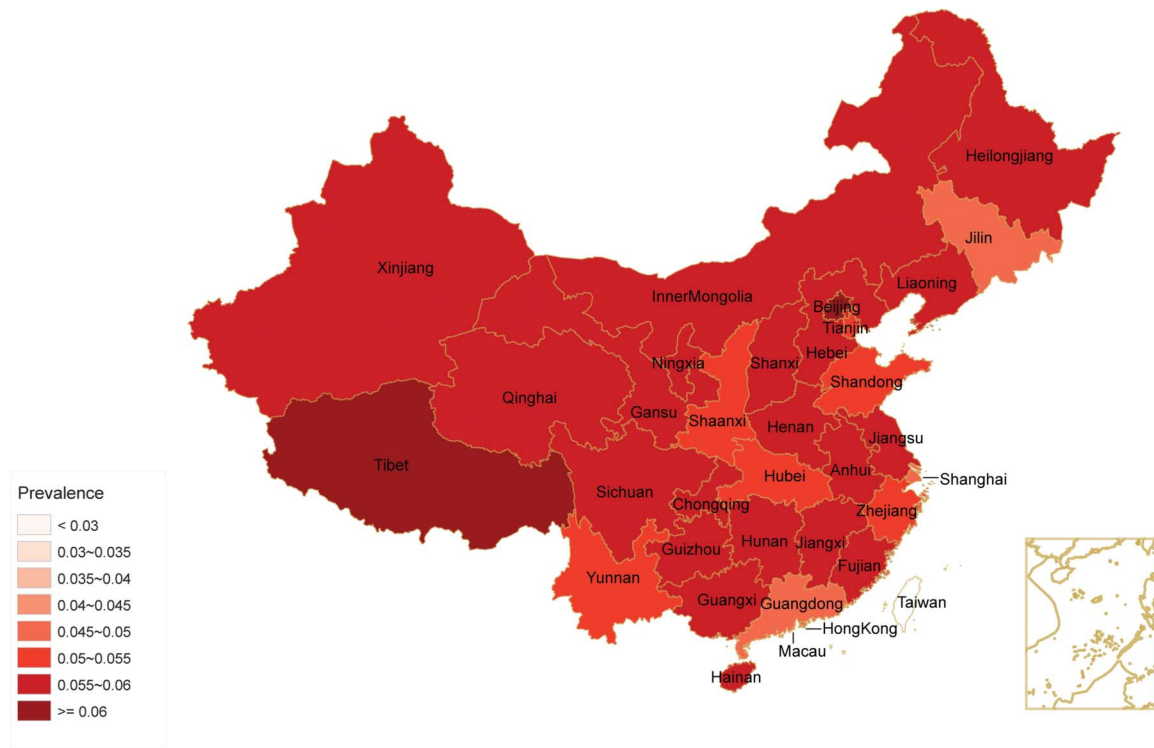 Heilongjiang
Jilin
Xinjiang
Liaoning
InnerMongolia
Beijing
Tianjin
Hebei
Ningxia
Shanxi
Shandong
Qinghai
Gansu
Shaanxi
Henan
Jiangsu
Tibet
Anhui
Hubei
Shanghai
Sichuan
Chongqing
Zhejiang
Hunan
Jiangxi
Guizhou
Fujian
Yunnan
Guangxi
Guangdong
Taiwan
HongKong
Macau
Hainan
Prevalence
< 0.03
0.03~0.035
0.035~0.04
0.04~0.045
0.045~0.05
0.05~0.055
0.055~0.06
>= 0.06